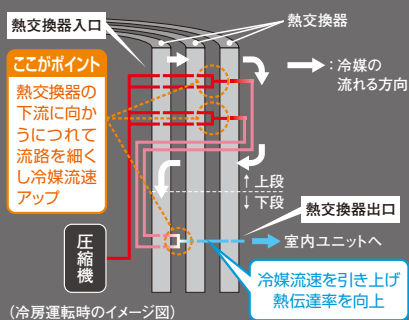 熱交換器入口
熱交換器
ここがポイント
熱交換器の
下流に向か
うにつれて
流路を細く
し冷媒流速
アップ
:冷媒の
流れる方向
↑上段
↓下段
熱交換器出口
圧縮機
室内ユニットへ
冷媒流速を引き上げ
熱伝達率を向上
(冷房運転時のイメージ図)